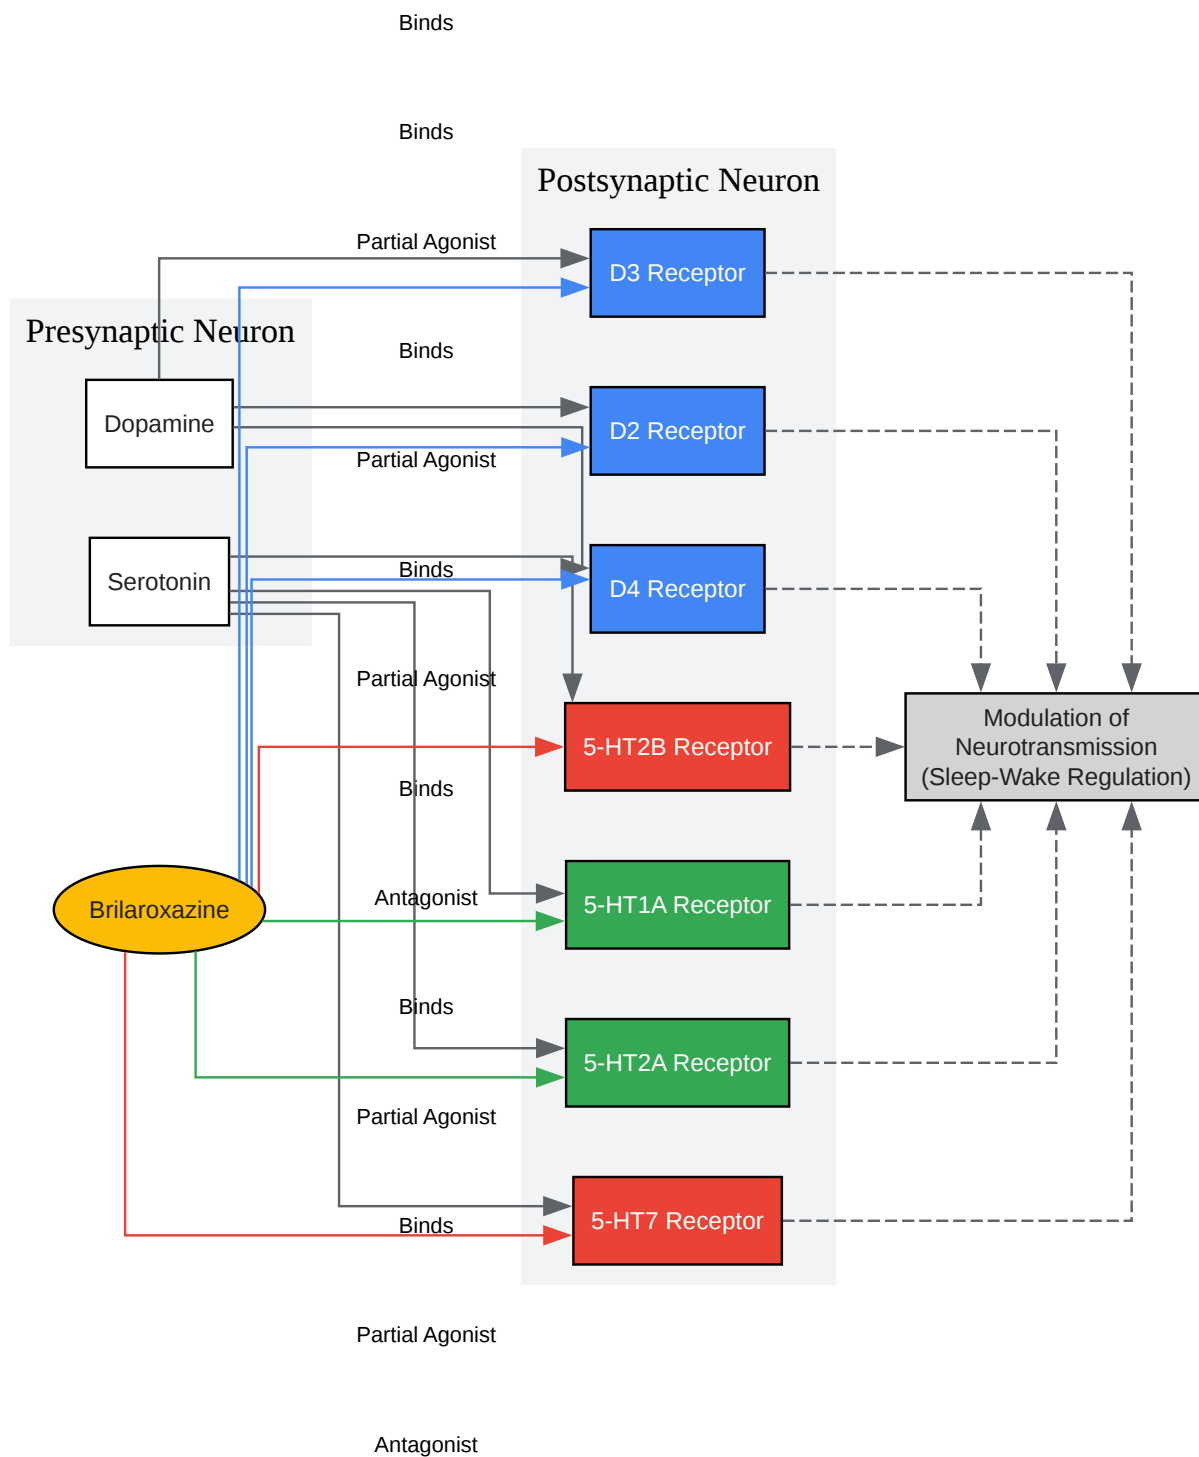 Binds
Binds
Postsynaptic Neuron
Partial Agonist
D3 Receptor
Presynaptic Neuron
Binds
Dopamine
D2 Receptor
Partial Agonist
Serotonin
Binds
D4 Receptor
Partial Agonist
5-HT2B Receptor
Modulation of
Neurotransmission
(Sleep-Wake Regulation)
Binds
Brilaroxazine
Antagonist
5-HT1A Receptor
Binds
5-HT2A Receptor
Partial Agonist
Binds
5-HT7 Receptor
Partial Agonist
Antagonist